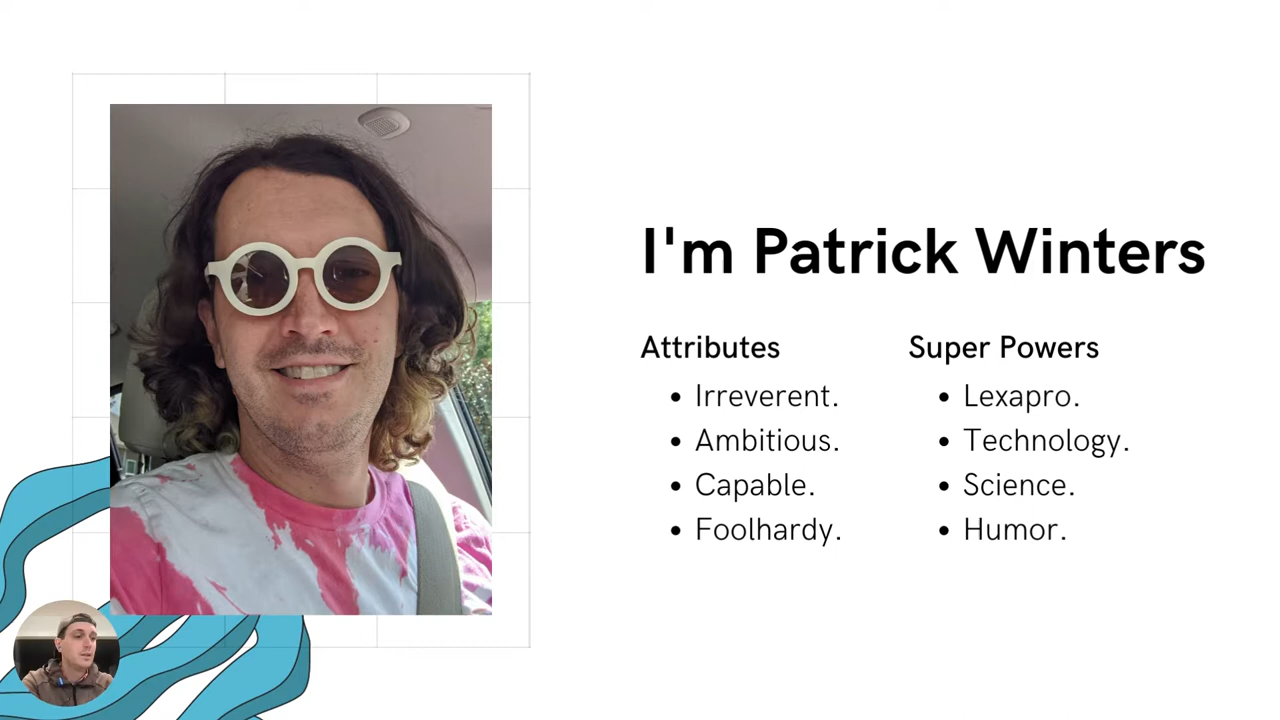 I'm Patrick Winters
Attributes
Irreverent.
Ambitious.
Capable.
Foolhardy.
Super Powers
Lexapro.
Technology.
Science.
Humor.